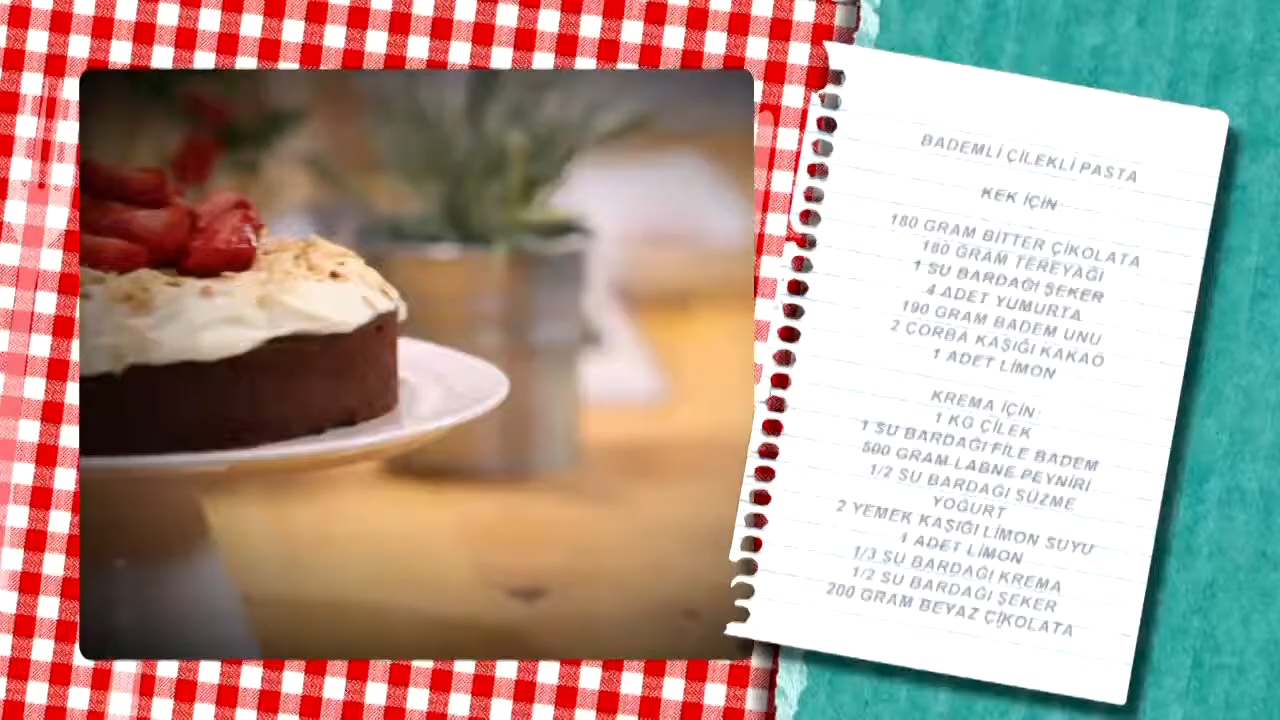 BADEMLİ ÇİLEKLİ PASTA
KEK İÇİN:
180 GRAM BİTTER ÇİKOLATA
180 GRAM TEREYAĞI
1 SU BARDAĞI ŞEKER
4 ADET YUMURTA
190 GRAM BADEM UNU
2 ÇORBA KAŞIĞI KAKAO
1 ADET LİMON
KREMA İÇİN:
1 KG ÇİLEK
1 SU BARDAĞI FİLE BADEM
500 GRAM LABNE PEYNİRİ
1/2 SU BARDAĞI SÜZME
YOĞURT
2 YEMEK KAŞIĞI LİMON SUYU
1 ADET LİMON
1/3 SU BARDAĞI KREMA
1/2 SU BARDAĞI ŞEKER
200 GRAM BEYAZ ÇİKOLATA